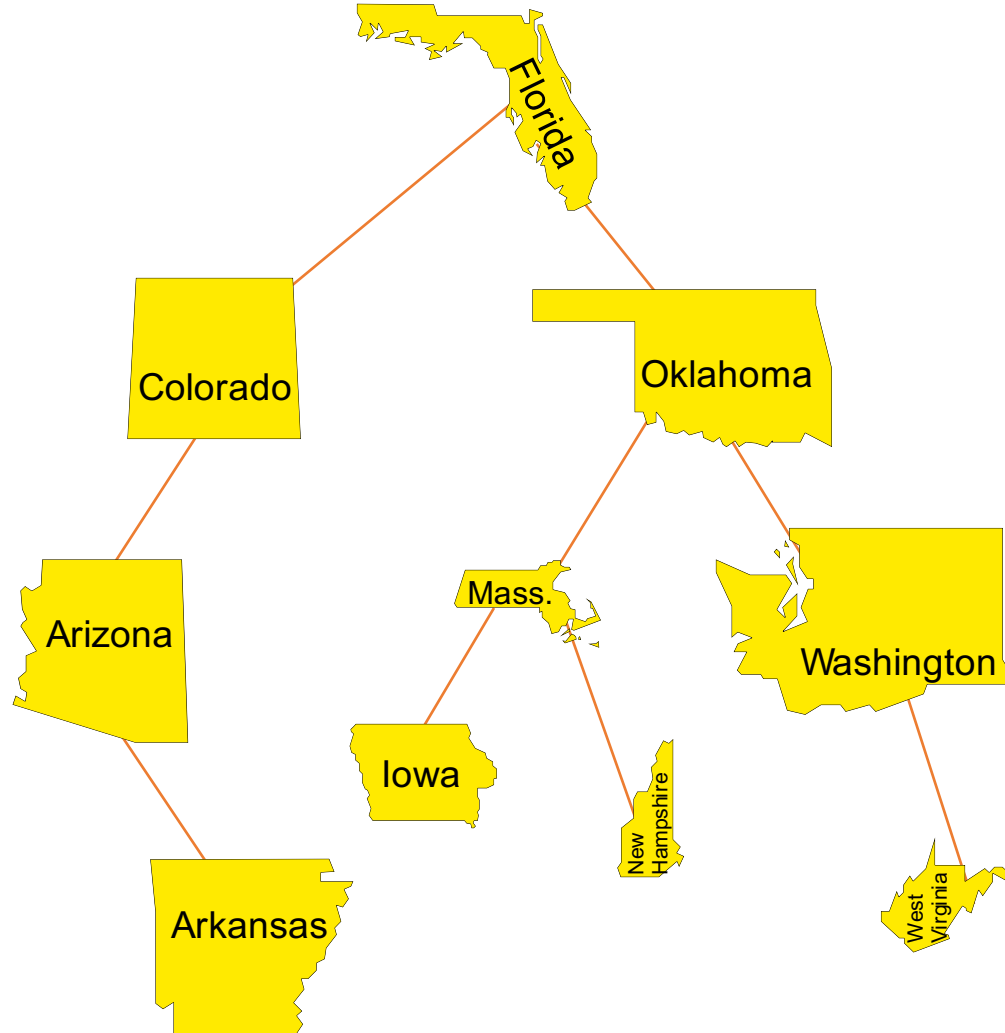 Florida
Colorado
Oklahoma
Arizona
Mass.
Washington
Iowa
New
Hampshire
Arkansas
West
Virginia